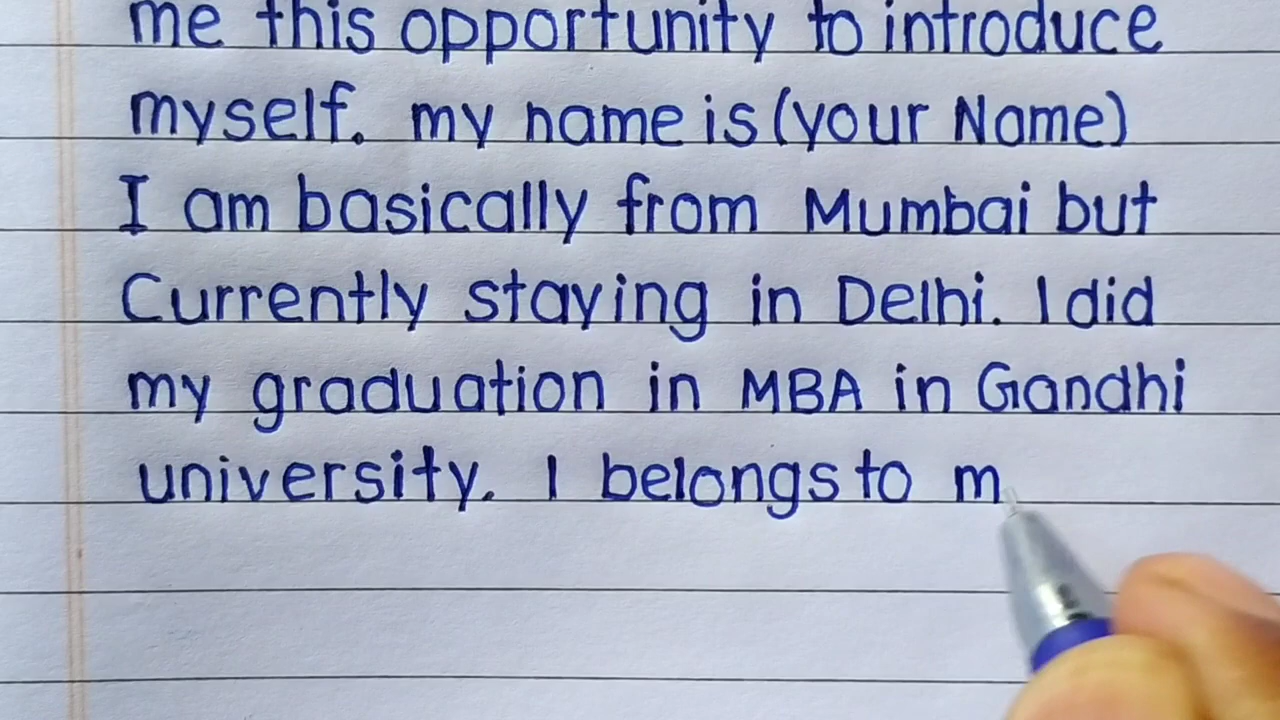 me this opportunity to introduce
myself. my name is (your Name)
I am basically from Mumbai but
Currently staying in Delhi. I did
my graduation in MBA in Gandhi
university. I belongs to m